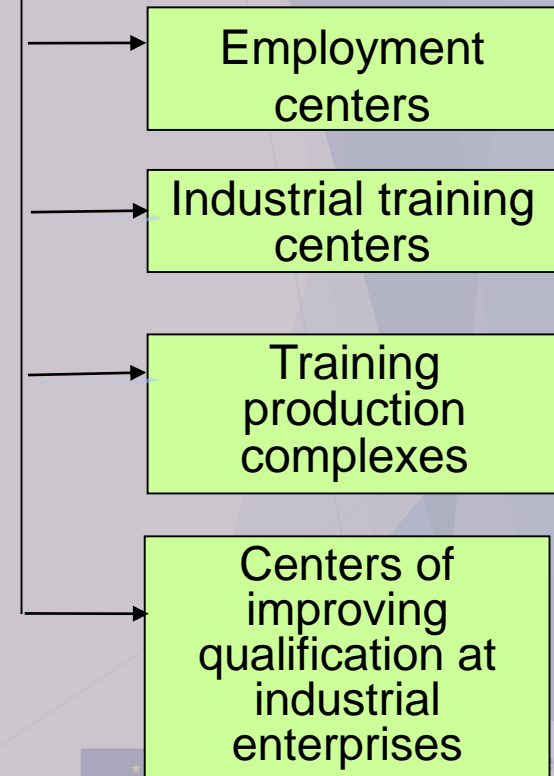 Employment
centers
Industrial training
centers
Training
production
complexes
Centers of
improving
qualification at
industrial
enterprises